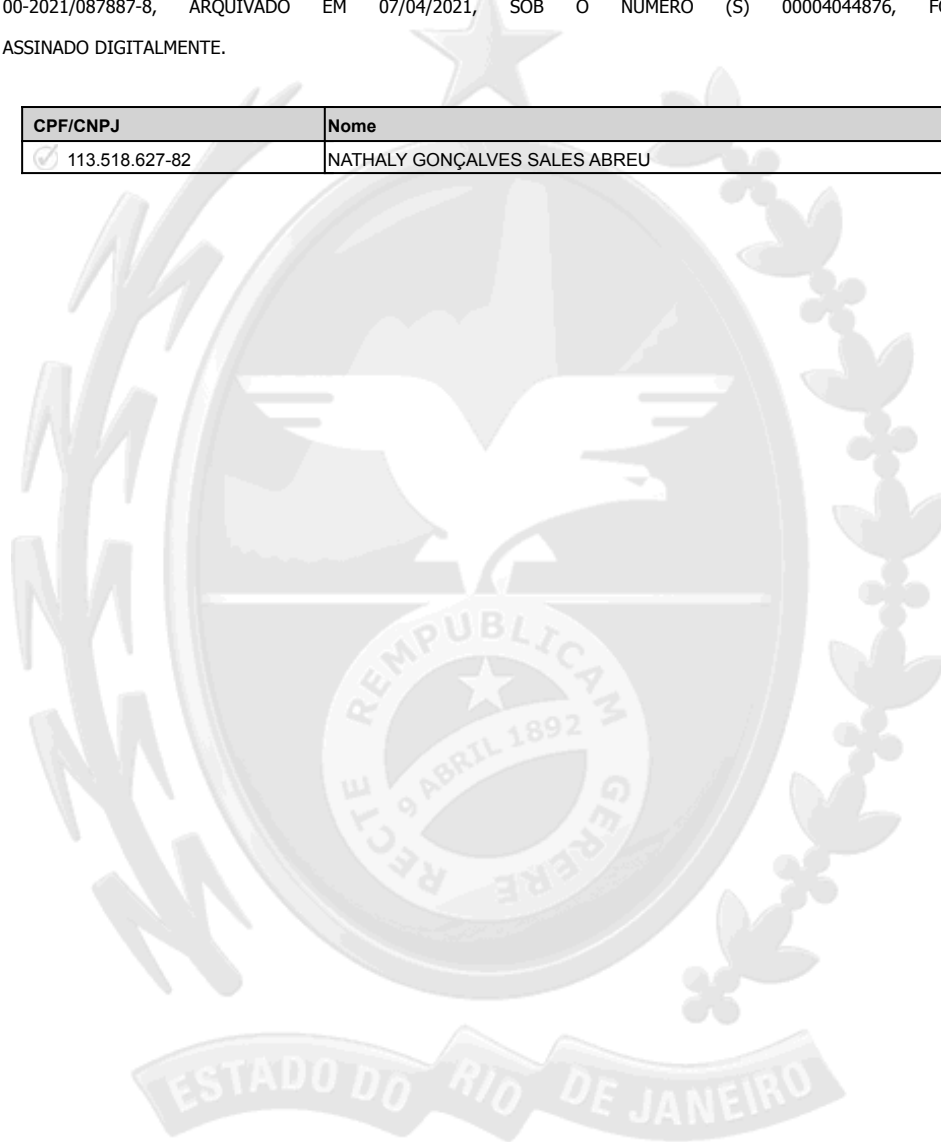 00-2021/087887-8, ARQUIVADO EM 07/04/2021, SOB O NÚMERO (S) 00004044876,
ASSINADO DIGITALMENTE.
CPF/CNPJ Nome
113.518.627-82 NATHALY GONÇALVES SALES ABREU
REMPUBLICAM
9 ABRIL 1892
RECTE GERERE
ESTADO DO RIO DE JANEIRO